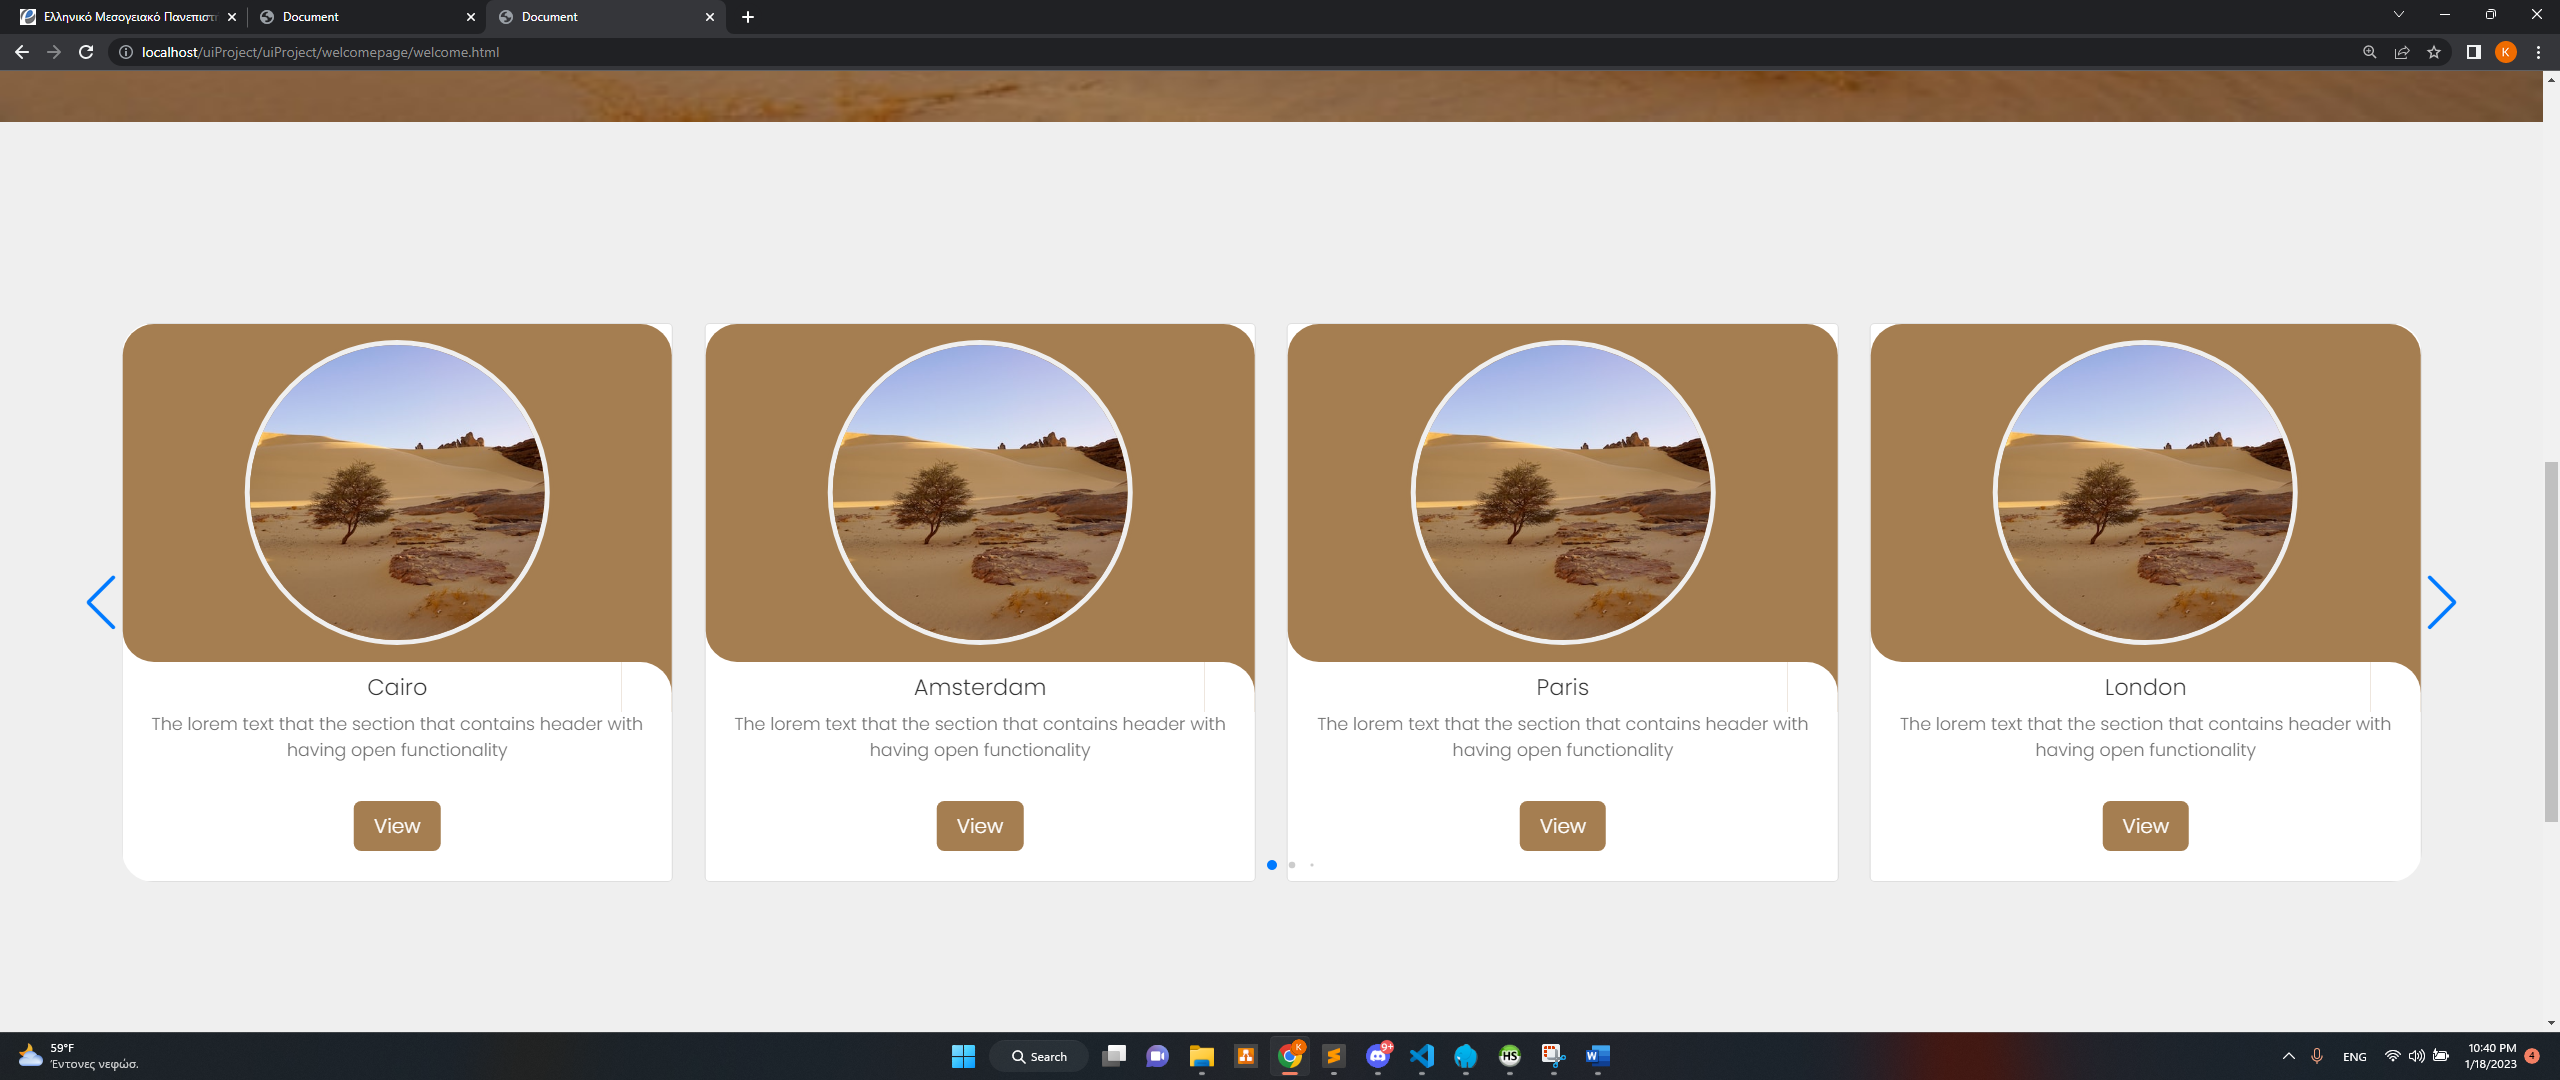 Ελληνικό Μεσογειακό Πανεπιστή
Document
Document
localhost/uiProject/uiProject/welcomepage/welcome.html
K
Cairo
The lorem text that the section that contains header with
having open functionality
View
Amsterdam
The lorem text that the section that contains header with
having open functionality
View
Paris
The lorem text that the section that contains header with
having open functionality
View
London
The lorem text that the section that contains header with
having open functionality
View
59°F
Έντονες νεφώσ.
Search
K
9+
HS
W
ENG
10:40 PM
1/18/2023
4